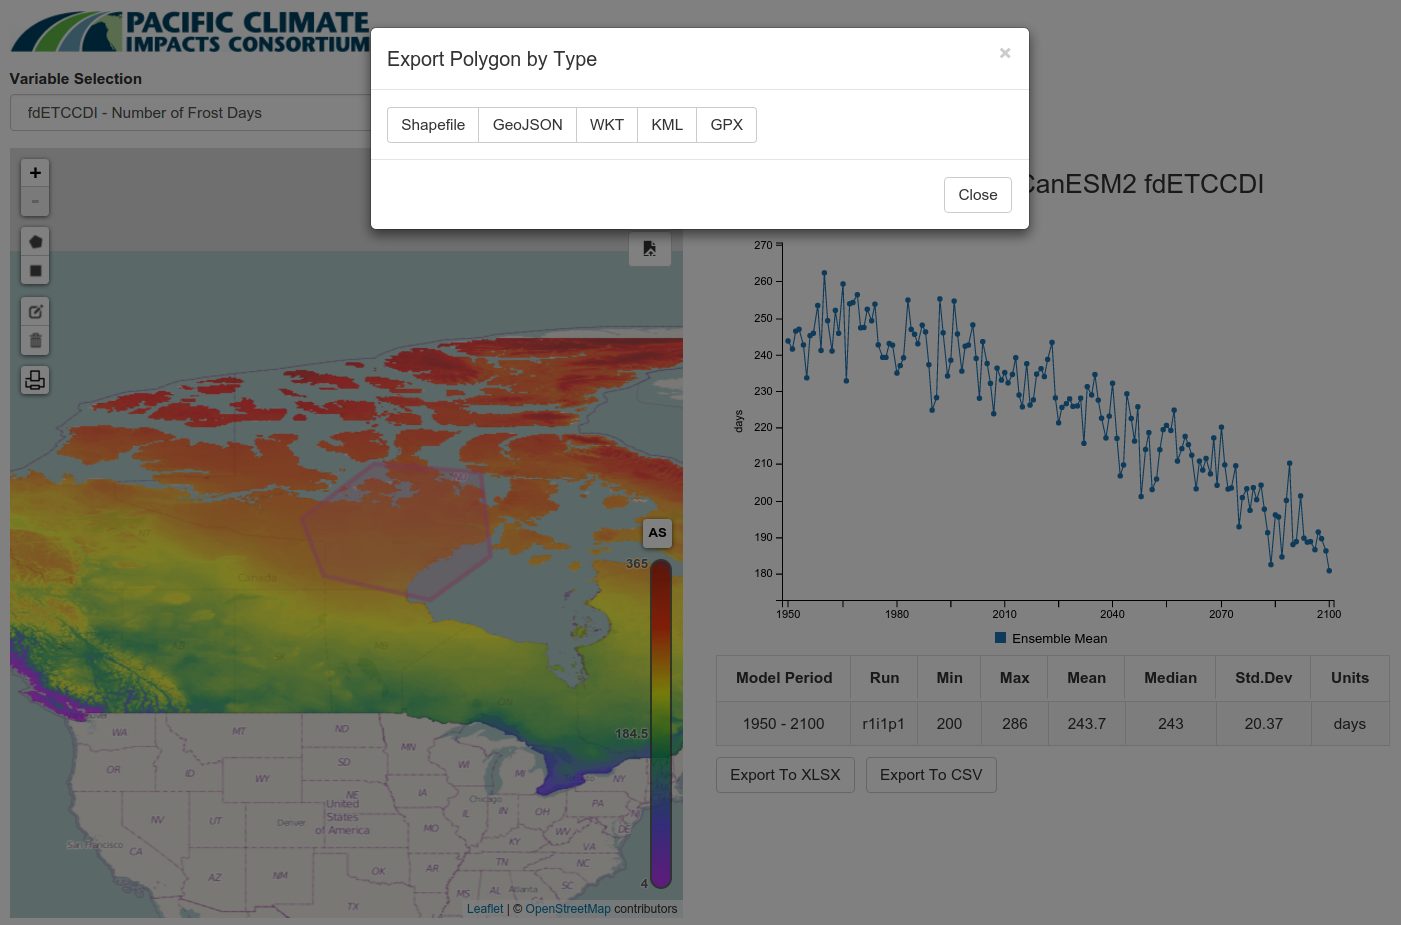 PACIFIC CLIMATE
IMPACTS CONSORTIUM
Export Polygon by Type
×
Variable Selection
fdETCCDI - Number of Frost Days
Shapefile GeoJSON WKT KML GPX
Close
CanESM2 fdETCCDI
+
-
270
260
250
240
230
220
210
200
190
180
days
1950 1980 2010 2040 2070 2100
Ensemble Mean
AS
365
184.5
4
NT
Canada
MB
WA
MT
ND
MN
OR
ID
SD
WI
MI
NY
WY
NE
IA
Chicago
PA
NJ
United
States
of America
NV
UT
Denver
IL
IN
OH
MO
WV
DE
San Francisco
CA
KY
VA
AZ
NM
OK
AR
TN
NC
MS
AL
Atlanta
SC
TX
Leaflet | © OpenStreetMap contributors
Model Period Run Min Max Mean Median Std.Dev Units
1950 - 2100 r1i1p1 200 286 243.7 243 20.37 days
Export To XLSX Export To CSV